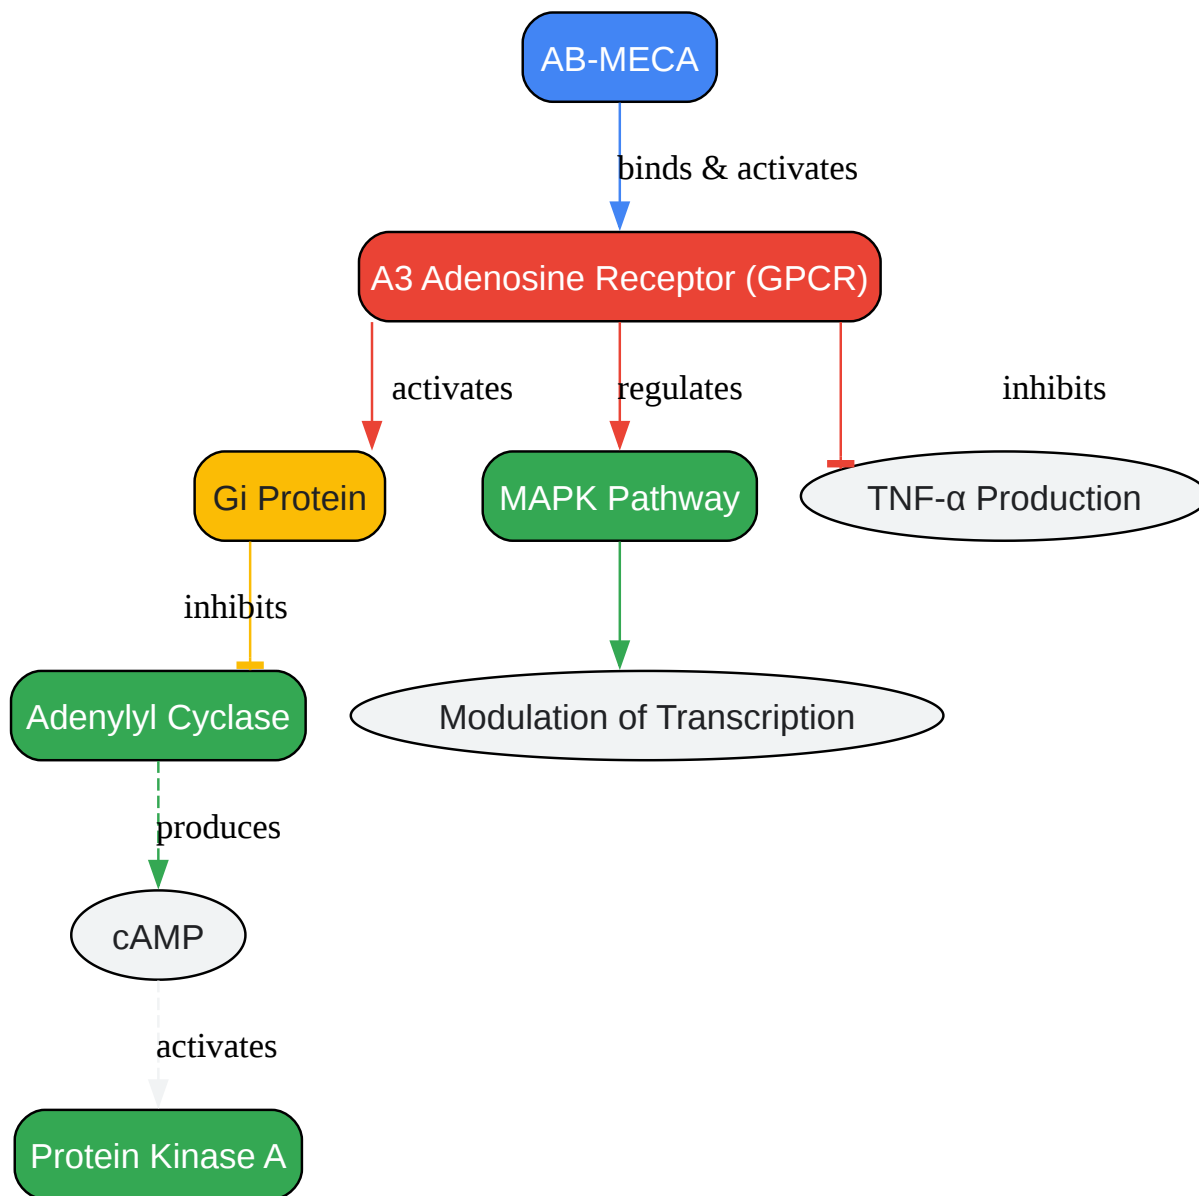 AB-MECA
binds & activates
A3 Adenosine Receptor (GPCR)
activates
regulates
inhibits
Gi Protein
MAPK Pathway
TNF-α Production
inhibits
Adenylyl Cyclase
Modulation of Transcription
produces
cAMP
activates
Protein Kinase A